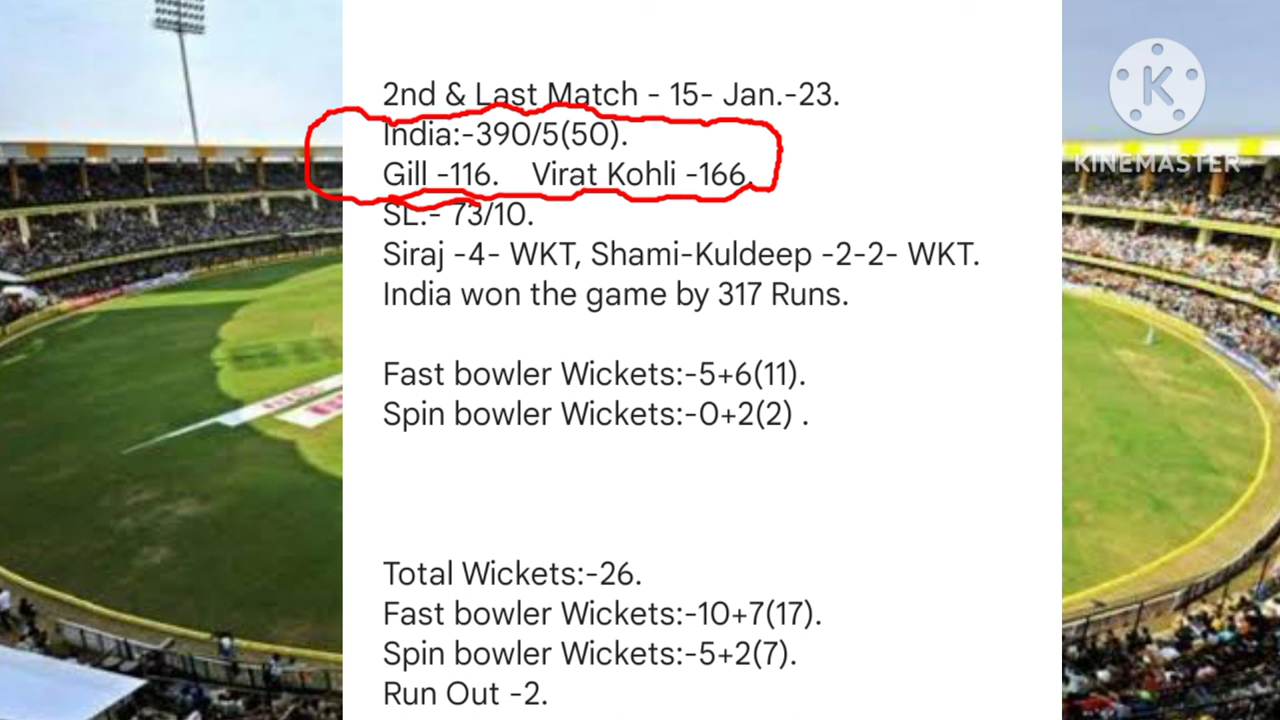 2nd & Last Match - 15- Jan.-23.
India:-390/5(50).
Gill -116. Virat Kohli -166.
SL.- 73/10.
Siraj -4- WKT, Shami-Kuldeep -2-2- WKT.
India won the game by 317 Runs.
Fast bowler Wickets:-5+6(11).
Spin bowler Wickets:-0+2(2) .
Total Wickets:-26.
Fast bowler Wickets:-10+7(17).
Spin bowler Wickets:-5+2(7).
Run Out -2.
K
KINEMASTER